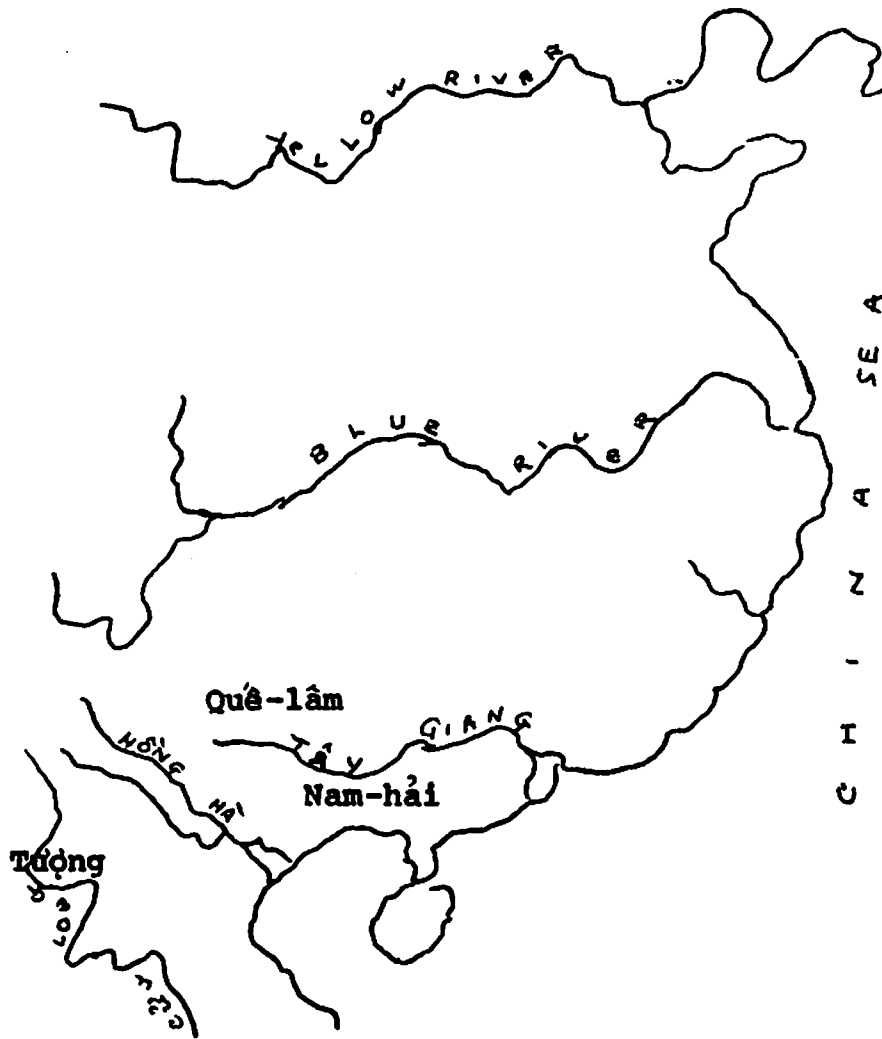 YELLOW RIVER
CHINA SEA
BLUE RIVER
Quế-lâm
TÂY GIANG
HỒNG HÀ
Nam-hải
Tượng